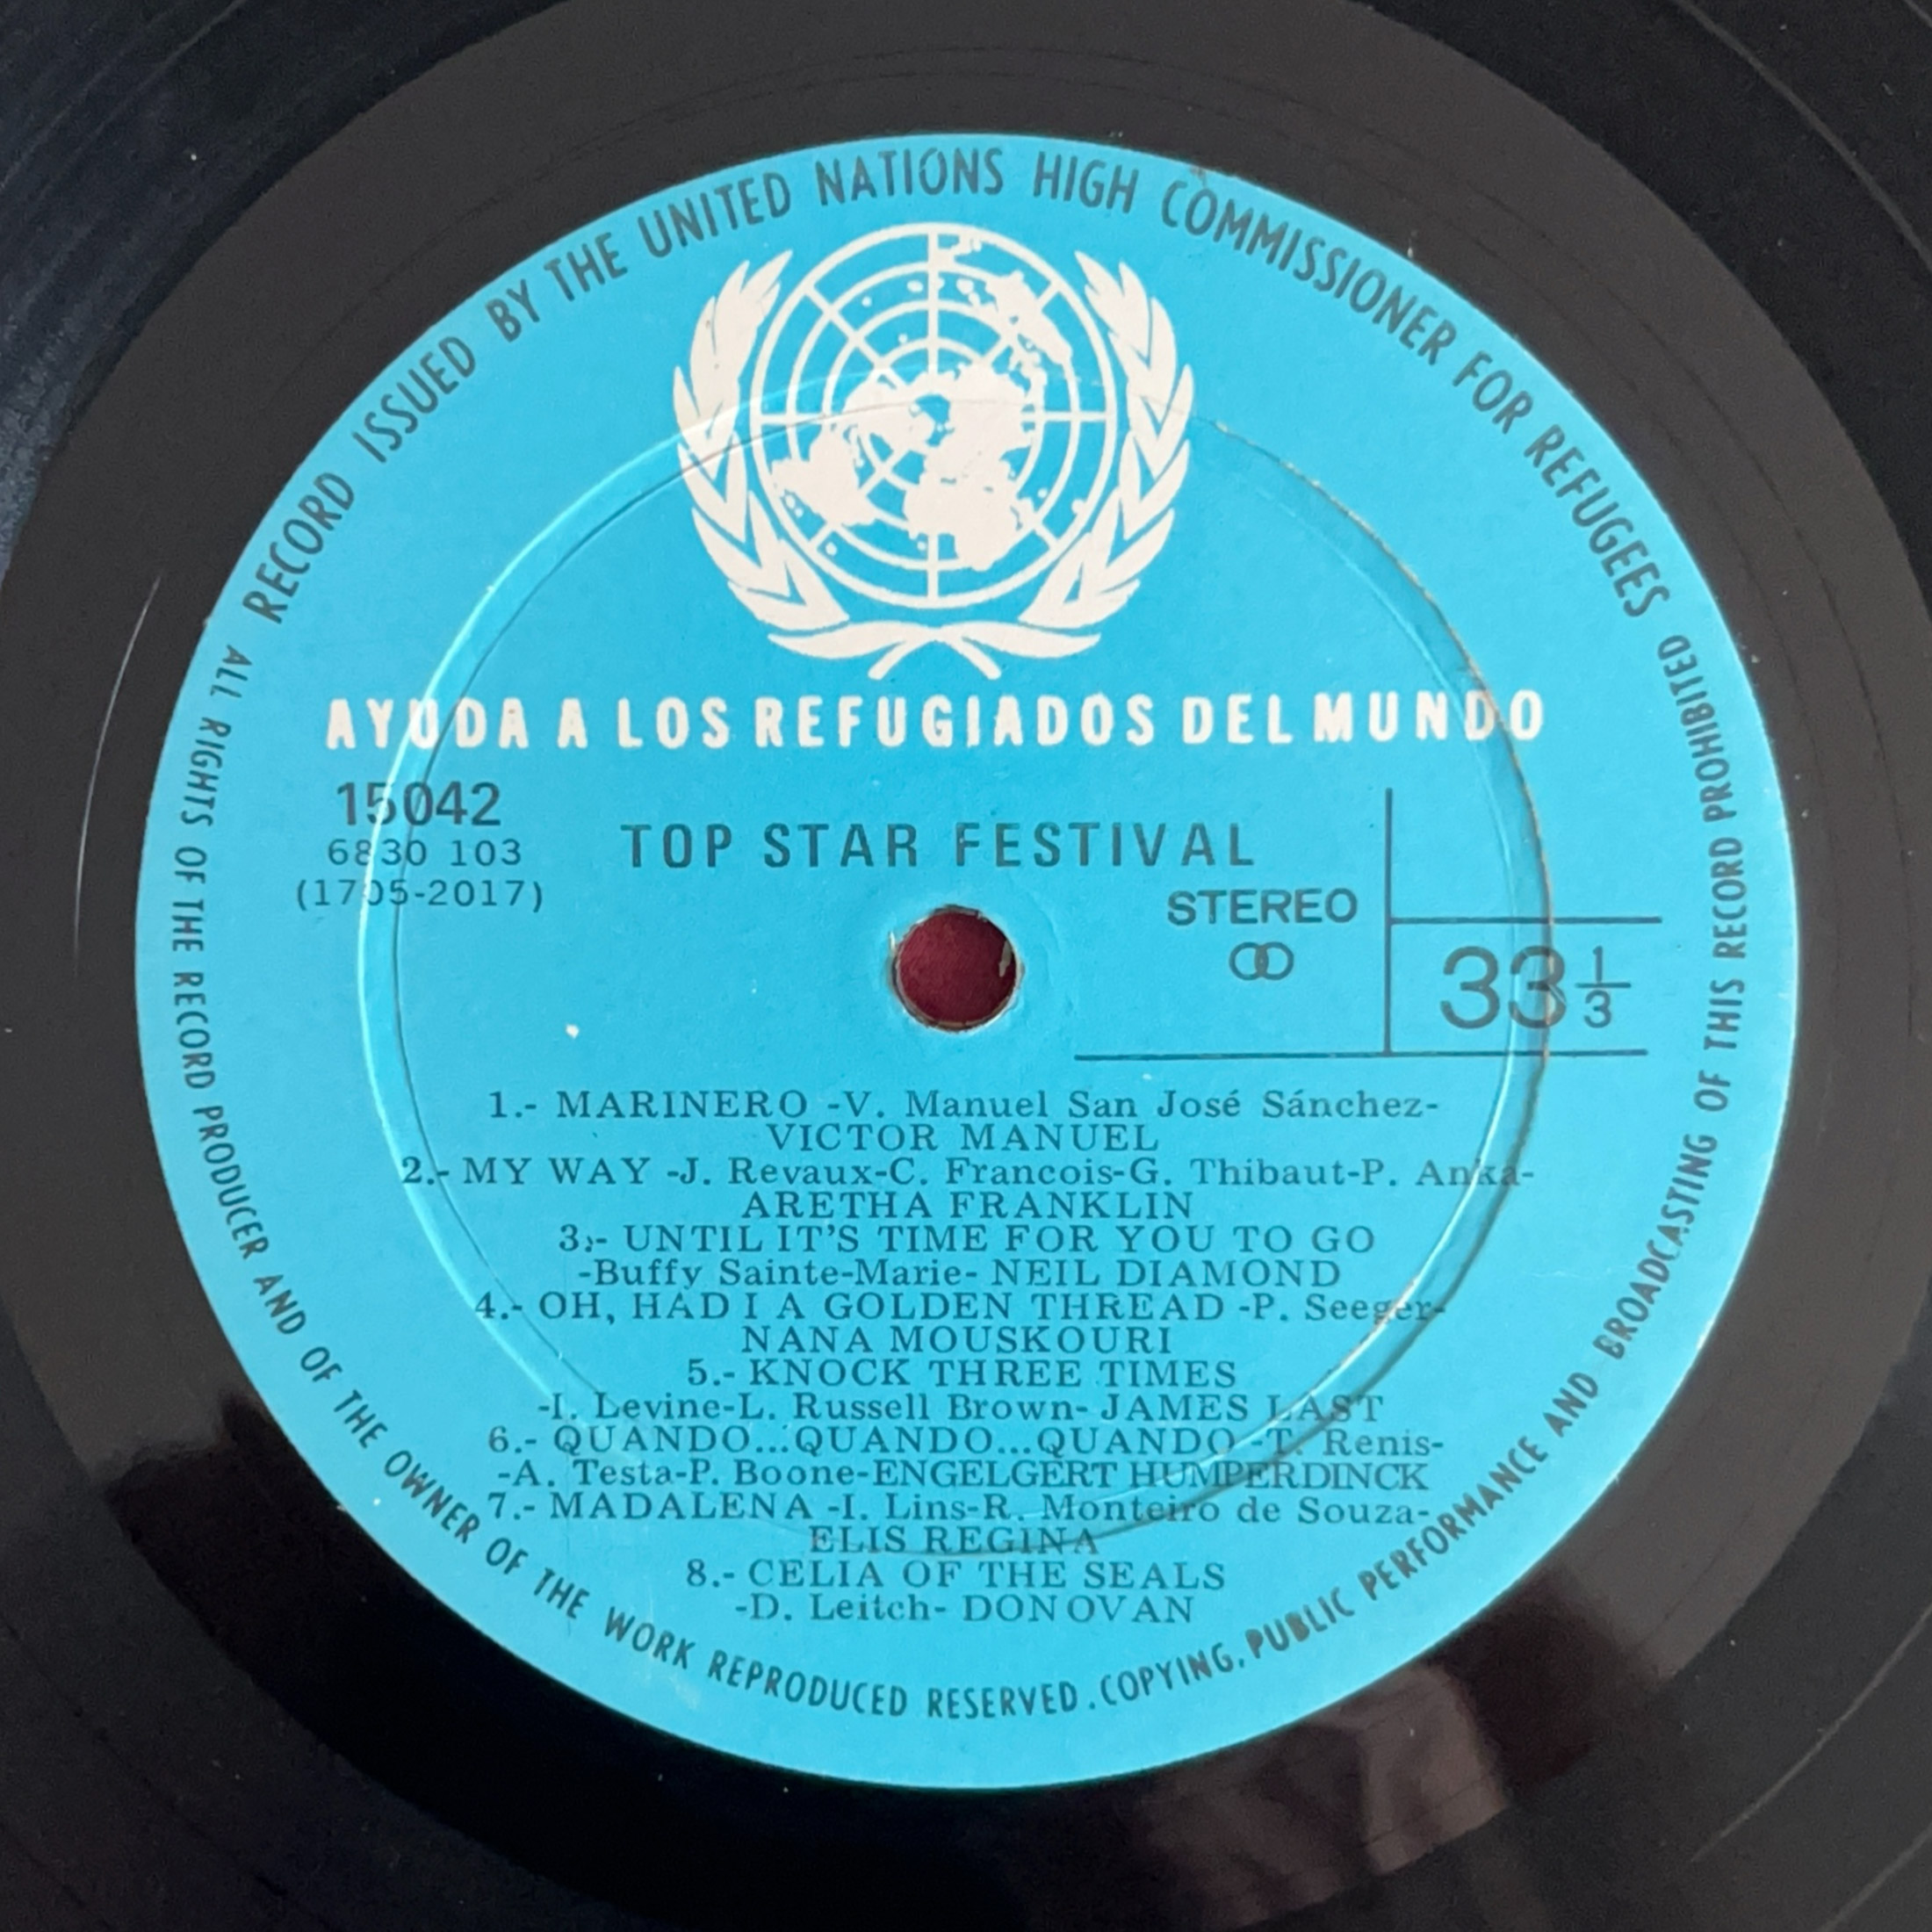 RECORD ISSUED BY THE UNITED NATIONS HIGH COMMISSIONER FOR REFUGEES
AYUDA A LOS REFUGIADOS DEL MUNDO
15042
6830 103
(1705-2017)
TOP STAR FESTIVAL
STEREO
33 1/3
1.- MARINERO -V. Manuel San José Sánchez-
VICTOR MANUEL
2.- MY WAY -J. Revaux-C. Francois-G. Thibaut-P. Anka-
ARETHA FRANKLIN
3.- UNTIL IT'S TIME FOR YOU TO GO
-Buffy Sainte-Marie- NEIL DIAMOND
4.- OH, HAD I A GOLDEN THREAD -P. Seeger-
NANA MOUSKOURI
5.- KNOCK THREE TIMES
-I. Levine-L. Russell Brown- JAMES LAST
6.- QUANDO...QUANDO...QUANDO -T. Renis-
-A. Testa-P. Boone-ENGELGERT HUMPERDINCK
7.- MADALENA -I. Lins-R. Monteiro de Souza-
ELIS REGINA
8.- CELIA OF THE SEALS
-D. Leitch- DONOVAN
ALL RIGHTS OF THE RECORD PRODUCER AND OF THE OWNER OF THE WORK REPRODUCED RESERVED. COPYING, PUBLIC PERFORMANCE AND BROADCASTING OF THIS RECORD PROHIBITED